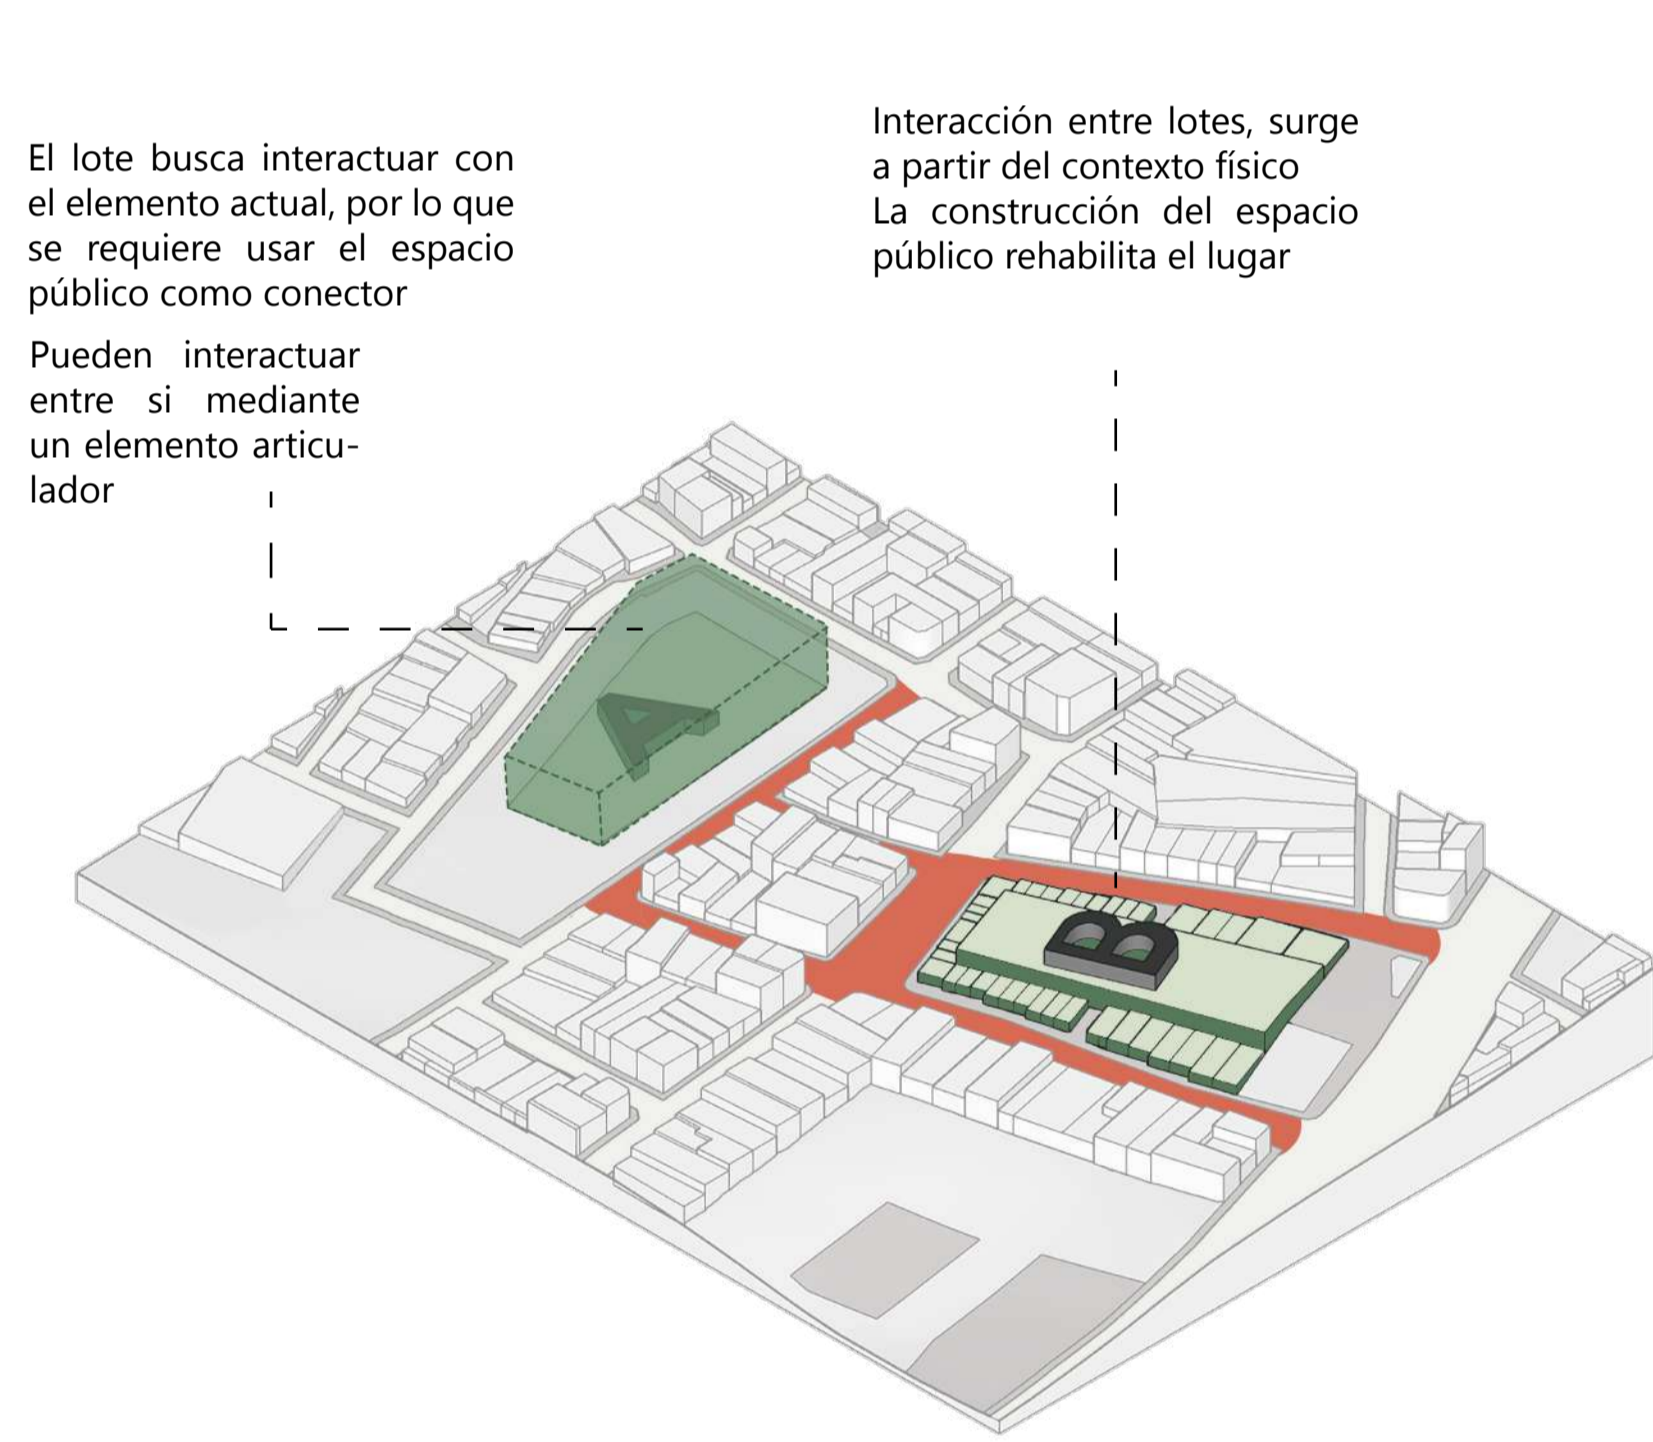 El lote busca interactuar con
el elemento actual, por lo que
se requiere usar el espacio
público como conector
Pueden interactuar
entre si mediante
un elemento articu-
lador
Interacción entre lotes, surge
a partir del contexto físico
La construcción del espacio
público rehabilita el lugar
A
B